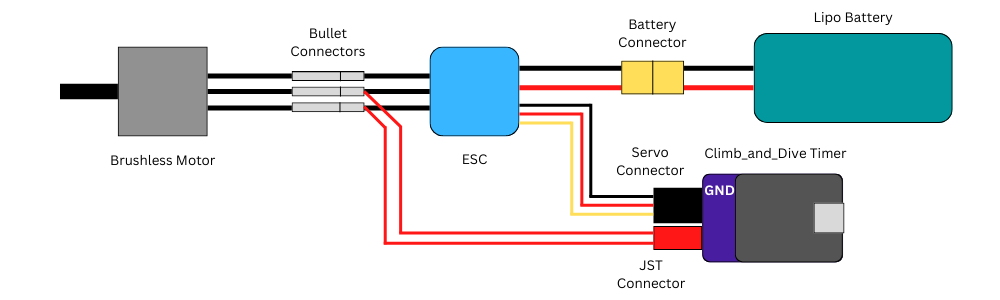 Lipo Battery
Battery
Connector
Bullet
Connectors
Brushless Motor
ESC
Servo
Connector
Climb_and_Dive Timer
GND
JST
Connector